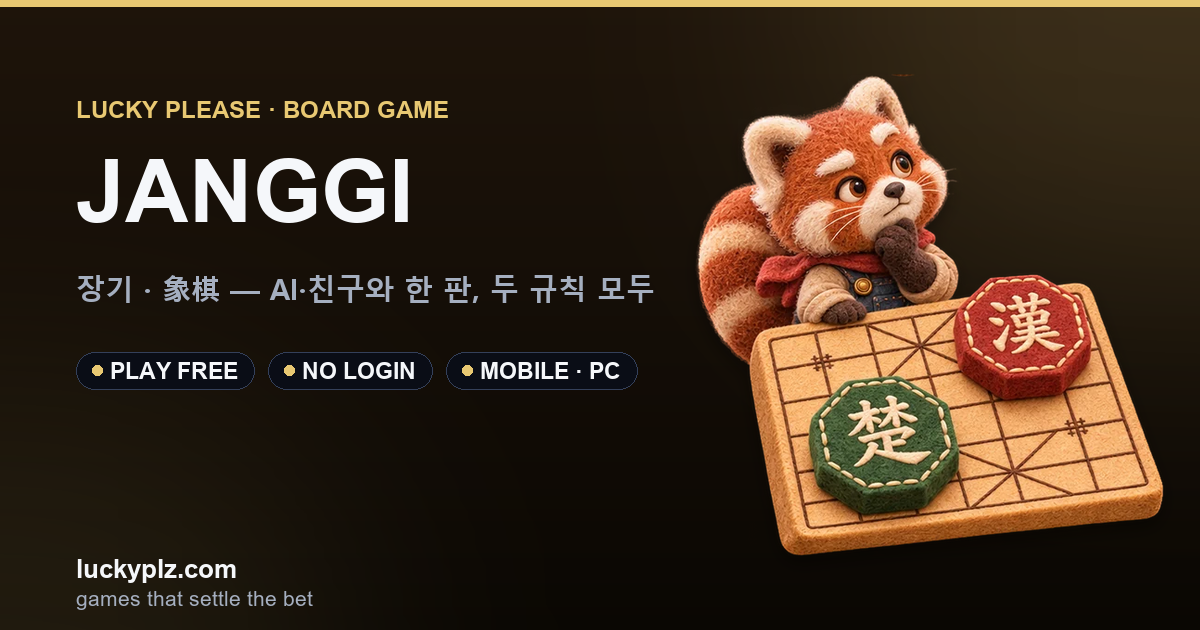 LUCKY PLEASE · BOARD GAME
JANGGI
장기 · 象棋 — AI·친구와 한 판, 두 규칙 모두
PLAY FREE
NO LOGIN
MOBILE · PC
漢
楚
luckyplz.com
games that settle the bet